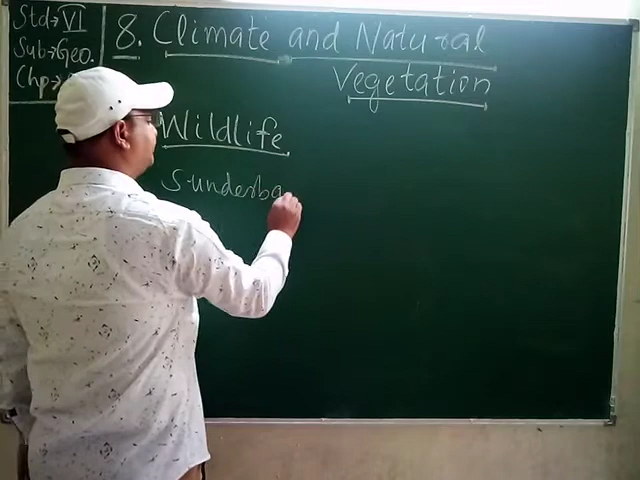 Std→VI
Sub→Geo.
Chp→
8. Climate and Natural
Vegetation
Wildlife
Sunderba